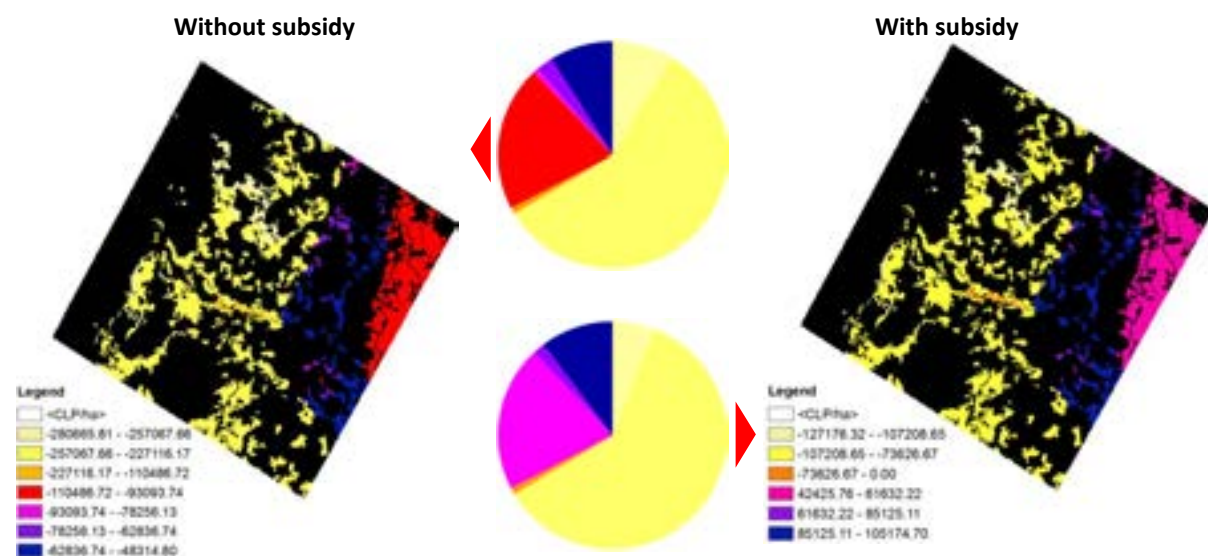 Without subsidy
With subsidy
Legend
<CLP/ha>
-280665.81 - -257067.66
-257067.66 - -227116.17
-227116.17 - -110486.72
-110486.72 - -93093.74
-93093.74 - -78256.13
-78256.13 - -62836.74
-62836.74 - -48314.80
Legend
<CLP/ha>
-127176.32 - -107208.65
-107208.65 - -73626.67
-73626.67 - 0.00
42425.76 - 61632.22
61632.22 - 85125.11
85125.11 - 105174.70